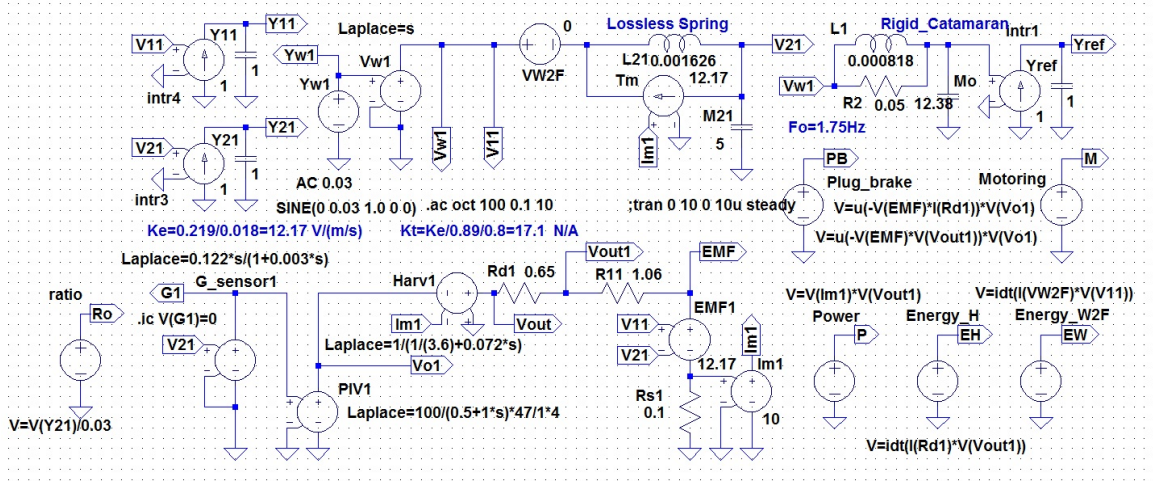 V11
Y11
Y11
1
1
intr4
V21
Y21
Y21
1
1
intr3
Laplace=s
Yw1
Vw1
Yw1
Vw1
V11
VW2F
0
Lossless Spring
L21
0.001626
Tm
12.17
Im1
M21
5
V21
L1
0.000818
Vw1
R2
0.05
Rigid_Catamaran
Mo
12.38
Intr1
Yref
1
Yref
1
Fo=1.75Hz
AC 0.03
SINE(0 0.03 1.0 0 0)
.ac oct 100 0.1 10
;tran 0 10 0 10u steady
PB
Plug_brake
V=u(-V(EMF)*I(Rd1))*V(Vo1)
M
Motoring
V=u(-V(EMF)*V(Vout1))*V(Vo1)
Ke=0.219/0.018=12.17 V/(m/s)
Kt=Ke/0.89/0.8=17.1 N/A
Laplace=0.122*s/(1+0.003*s)
ratio
Ro
V=V(Y21)/0.03
G1
G_sensor1
.ic V(G1)=0
V21
Harv1
Im1
Laplace=1/(1/(3.6)+0.072*s)
Vo1
PIV1
Laplace=100/(0.5+1*s)*47/1*4
Rd1
0.65
Vout
Vout1
R11
1.06
EMF
EMF1
V11
V21
12.17
Rs1
0.1
Im1
Im1
10
V=V(Im1)*V(Vout1)
Power
P
Energy_H
EH
V=idt(I(Rd1)*V(Vout1))
V=idt(I(VW2F)*V(V11))
Energy_W2F
EW